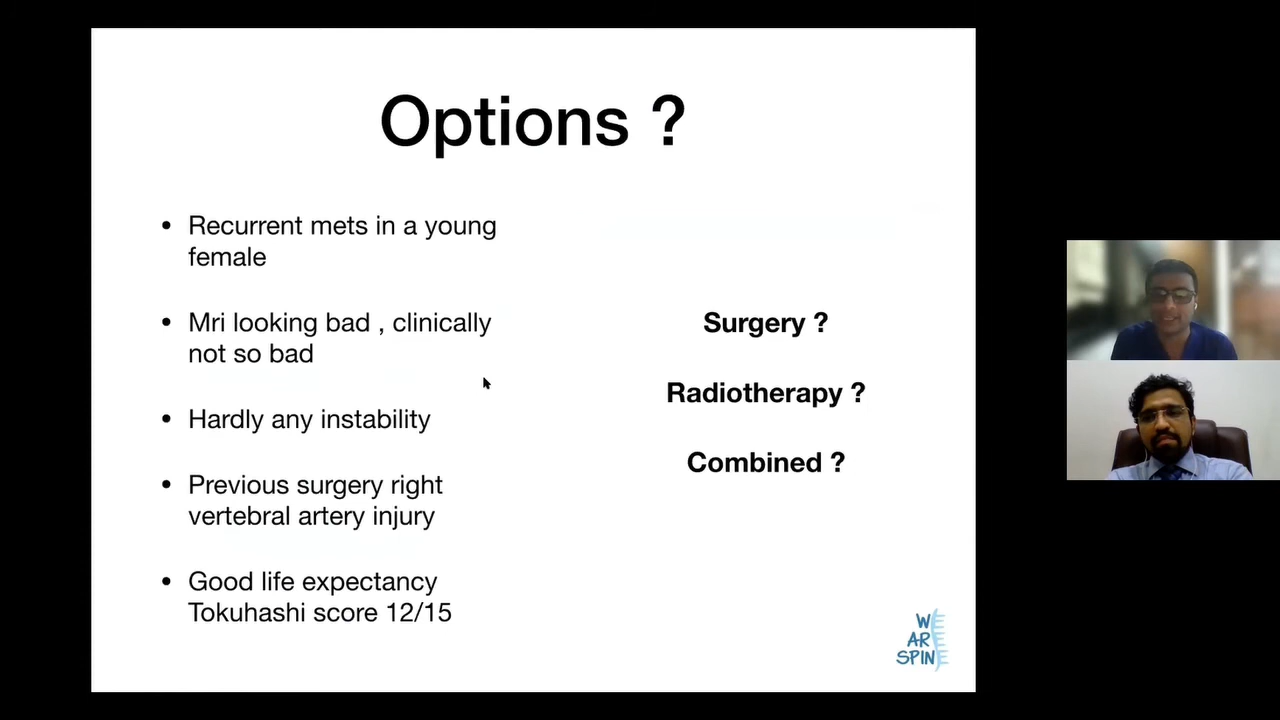 Options ?
• Recurrent mets in a young
female
• Mri looking bad , clinically
not so bad
• Hardly any instability
• Previous surgery right
vertebral artery injury
• Good life expectancy
Tokuhashi score 12/15
Surgery ?
Radiotherapy ?
Combined ?
WE
ARE
SPINE